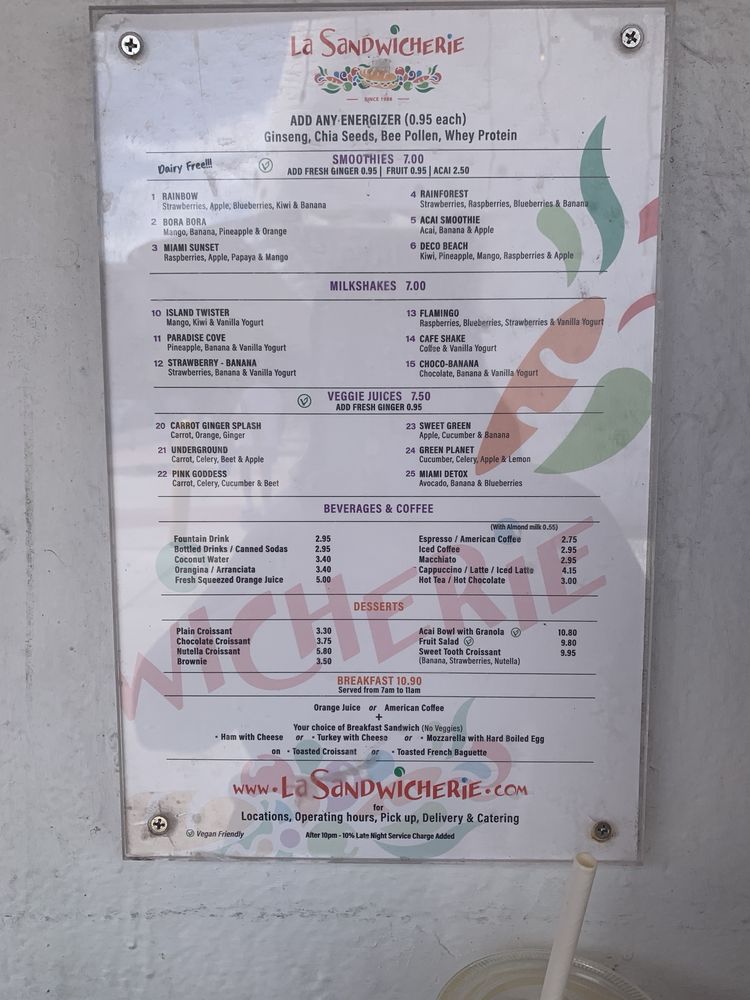 La SANDWiCHERiE
SINCE 1988
ADD ANY ENERGIZER (0.95 each)
Ginseng, Chia Seeds, Bee Pollen, Whey Protein
Dairy Free!!!
SMOOTHIES 7.00
ADD FRESH GINGER 0.95 | FRUIT 0.95 | ACAI 2.50
1 RAINBOW
Strawberries, Apple, Blueberries, Kiwi & Banana
2 BORA BORA
Mango, Banana, Pineapple & Orange
3 MIAMI SUNSET
Raspberries, Apple, Papaya & Mango
4 RAINFOREST
Strawberries, Raspberries, Blueberries & Banana
5 ACAI SMOOTHIE
Acai, Banana & Apple
6 DECO BEACH
Kiwi, Pineapple, Mango, Raspberries & Apple
MILKSHAKES 7.00
10 ISLAND TWISTER
Mango, Kiwi & Vanilla Yogurt
11 PARADISE COVE
Pineapple, Banana & Vanilla Yogurt
12 STRAWBERRY - BANANA
Strawberries, Banana & Vanilla Yogurt
13 FLAMINGO
Raspberries, Blueberries, Strawberries & Vanilla Yogurt
14 CAFE SHAKE
Coffee & Vanilla Yogurt
15 CHOCO-BANANA
Chocolate, Banana & Vanilla Yogurt
VEGGIE JUICES 7.50
ADD FRESH GINGER 0.95
20 CARROT GINGER SPLASH
Carrot, Orange, Ginger
21 UNDERGROUND
Carrot, Celery, Beet & Apple
22 PINK GODDESS
Carrot, Celery, Cucumber & Beet
23 SWEET GREEN
Apple, Cucumber & Banana
24 GREEN PLANET
Cucumber, Celery, Apple & Lemon
25 MIAMI DETOX
Avocado, Banana & Blueberries
BEVERAGES & COFFEE
Fountain Drink 2.95
Bottled Drinks / Canned Sodas 2.95
Coconut Water 3.40
Orangina / Arranciata 3.40
Fresh Squeezed Orange Juice 5.00
(With Almond milk 0.55)
Espresso / American Coffee 2.75
Iced Coffee 2.95
Macchiato 2.95
Cappuccino / Latte / Iced Latte 4.15
Hot Tea / Hot Chocolate 3.00
WICHERiE
DESSERTS
Plain Croissant 3.30
Chocolate Croissant 3.75
Nutella Croissant 5.80
Brownie 3.50
Acai Bowl with Granola 10.80
Fruit Salad 9.80
Sweet Tooth Croissant 9.95
(Banana, Strawberries, Nutella)
BREAKFAST 10.90
Served from 7am to 11am
Orange Juice or American Coffee
+
Your choice of Breakfast Sandwich (No Veggies)
• Ham with Cheese or • Turkey with Cheese or • Mozzarella with Hard Boiled Egg
on • Toasted Croissant or • Toasted French Baguette
WWW•La SANDWiCHERiE•COM
for
Locations, Operating hours, Pick up, Delivery & Catering
Vegan Friendly After 10pm - 10% Late Night Service Charge Added